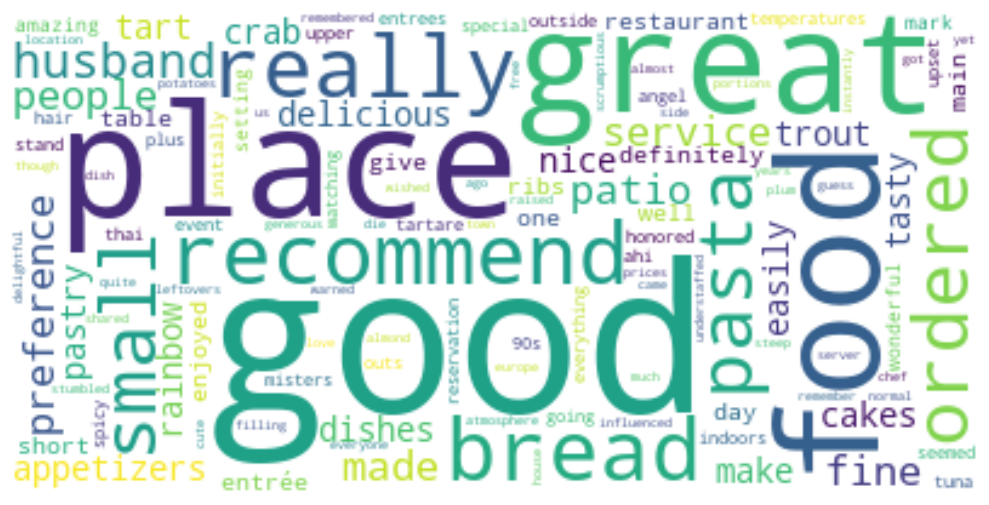 amazing
tart
crab
remembered
entrees
special
outside
restaurant
temperatures
mark
location
husband
upper
really
great
yet
people
potatoes
free
scrumptious
almost
got
upset
main
hair
table
setting
us
delicious
angel
portions
instantly
stand
plus
initially
place
service
side
trout
though
dish
matching
give
nice
definitely
ordered
wished
ago
ribs
raised
patio
years
plum
guess
food
tasty
preference
event
generous
die
tartare
town
one
well
pasta
easily
thai
recommend
honored
ahi
delightful
small
quite
leftovers
warned
prices
came
understaffed
pastry
shared
rainbow
enjoyed
good
reservation
90s
everything
wonderful
love
almond
outs
europe
much
steep
server
stumbled
misters
chef
remember
normal
spicy
cute
filling
dishes
atmosphere
going
influenced
day
cakes
short
everyone
bread
house
indoors
seemed
appetizers
entrée
made
make
fine
tuna